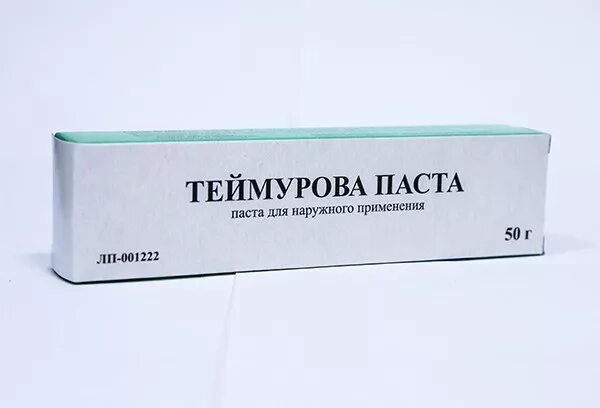 ТЕЙМУРОВА ПАСТА
паста для наружного применения
50 г
ЛП-001222